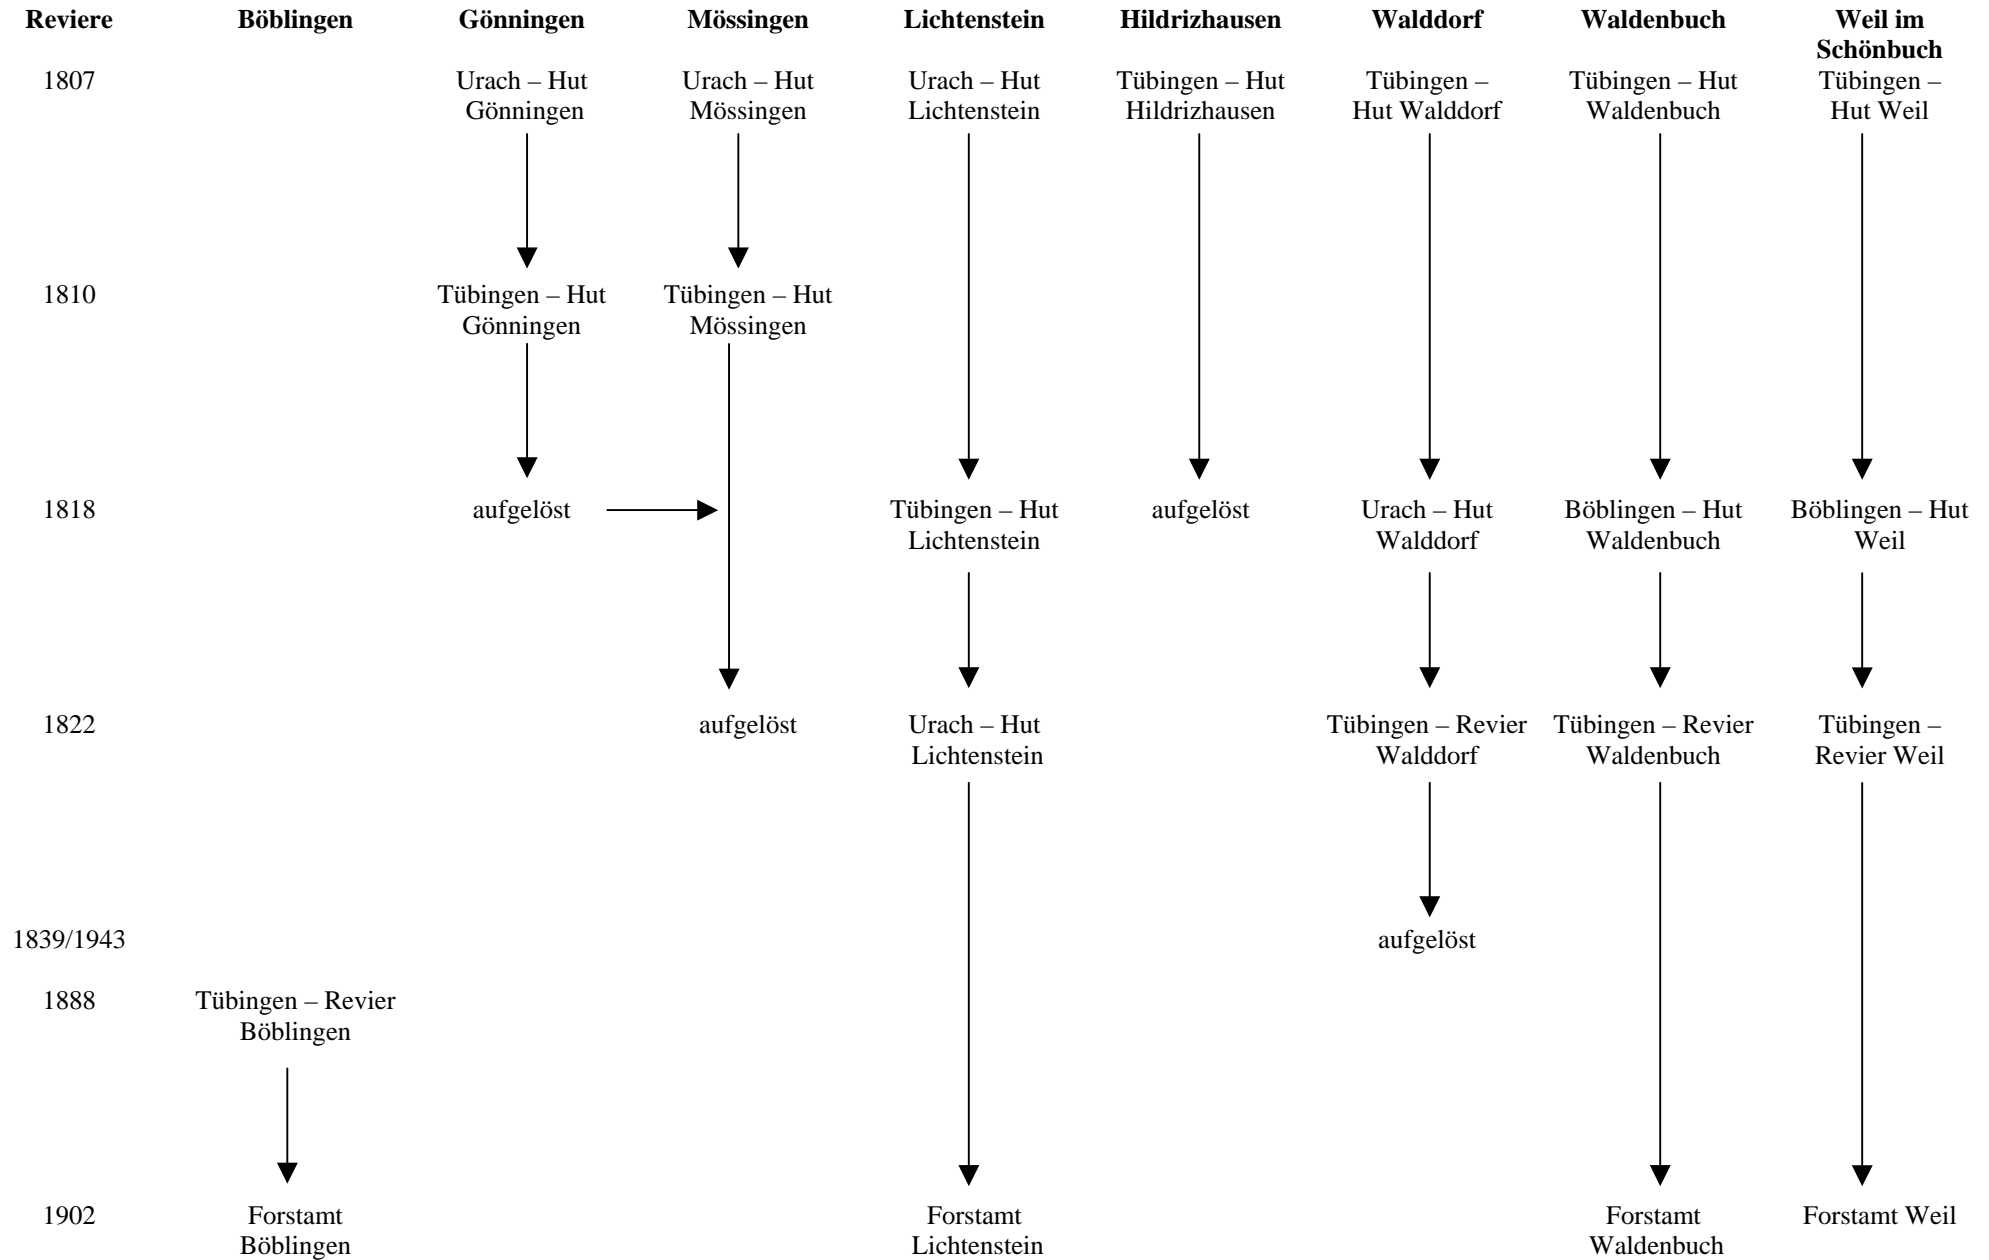 Reviere Böblingen Gönningen Mössingen Lichtenstein Hildrizhausen Walddorf Waldenbuch Weil im
Schönbuch
1807 Urach – Hut Urach – Hut Urach – Hut Tübingen – Hut Tübingen – Tübingen – Hut Tübingen –
Gönningen Mössingen Lichtenstein Hildrizhausen Hut Walddorf Waldenbuch Hut Weil
1810 Tübingen – Hut Tübingen – Hut
Gönningen Mössingen
1818 aufgelöst Tübingen – Hut aufgelöst Urach – Hut Böblingen – Hut Böblingen – Hut
Lichtenstein Walddorf Waldenbuch Weil
1822 aufgelöst Urach – Hut Tübingen – Revier Tübingen – Revier Tübingen –
Lichtenstein Walddorf Waldenbuch Revier Weil
1839/1943 aufgelöst
1888 Tübingen – Revier
Böblingen
1902 Forstamt Forstamt Forstamt Forstamt Weil
Böblingen Lichtenstein Waldenbuch